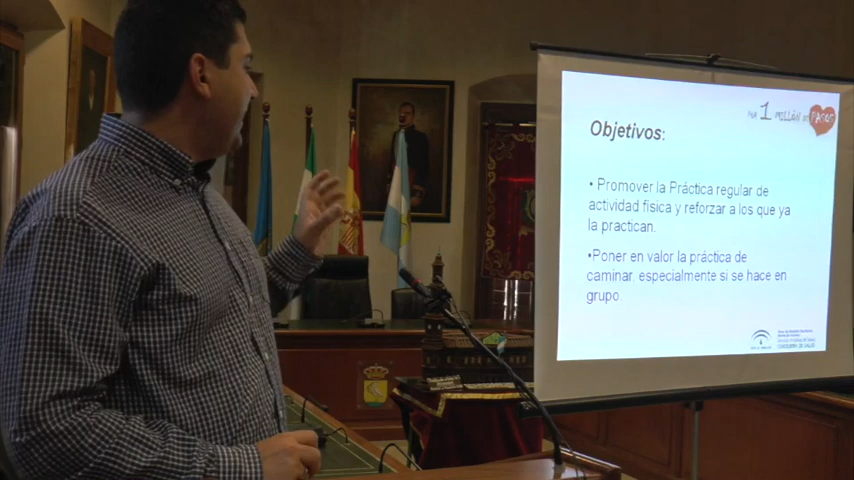 POR 1 MILLÓN DE PASOS
Objetivos:
• Promover la Práctica regular de
actividad física y reforzar a los que ya
la practican.
•Poner en valor la práctica de
caminar, especialmente si se hace en
grupo.
CONSEJERÍA DE SALUD